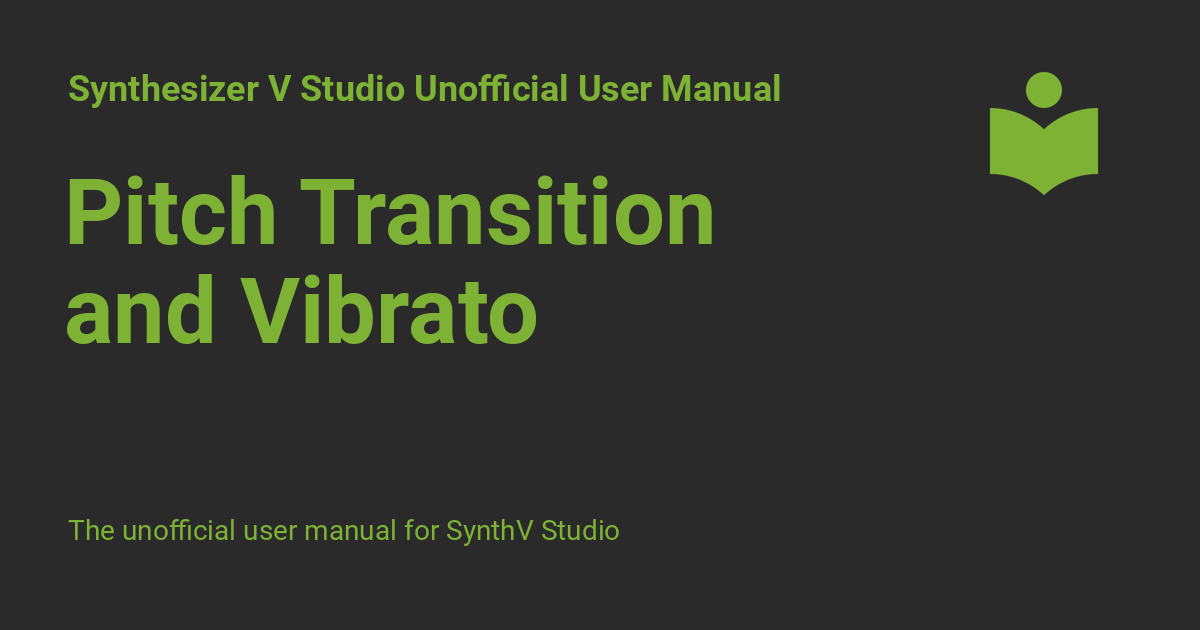 Synthesizer V Studio Unofficial User Manual
Pitch Transition
and Vibrato
The unofficial user manual for SynthV Studio